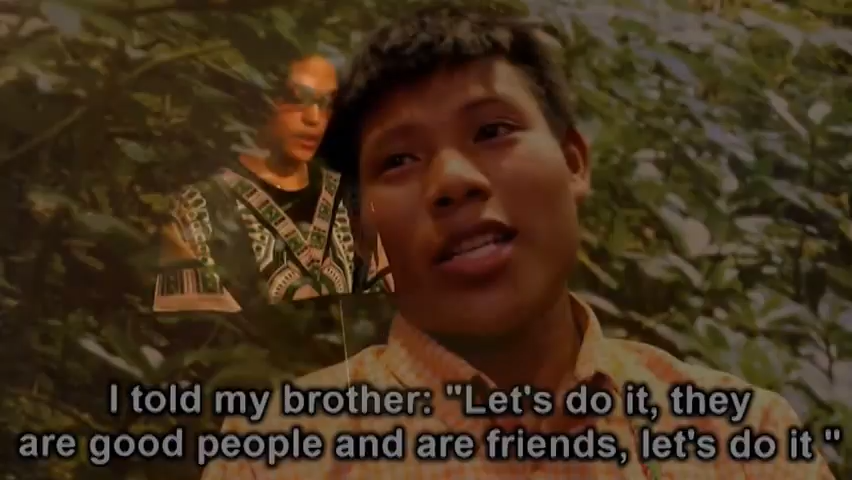 I told my brother: "Let's do it, they
are good people and are friends, let's do it "